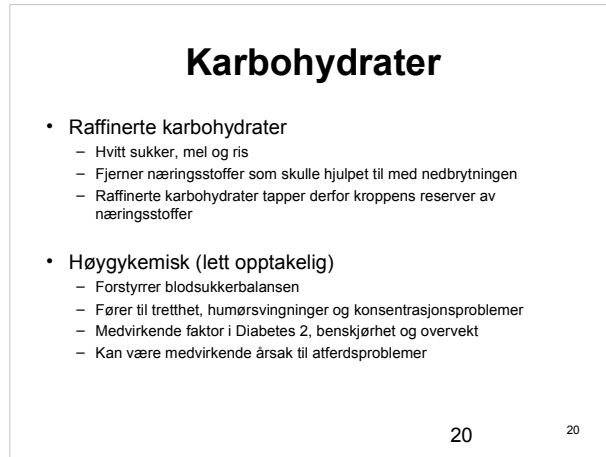 Karbohydrater
• Raffinerte karbohydrater
– Hvitt sukker, mel og ris
– Fjerner næringsstoffer som skulle hjulpet til med nedbrytningen
– Raffinerte karbohydrater tapper derfor kroppens reserver av
næringsstoffer
• Høygykemisk (lett opptakelig)
– Forstyrrer blodsukkerbalansen
– Fører til tretthet, humørsvingninger og konsentrasjonsproblemer
– Medvirkende faktor i Diabetes 2, benskjørhet og overvekt
– Kan være medvirkende årsak til atferdsproblemer
20 20